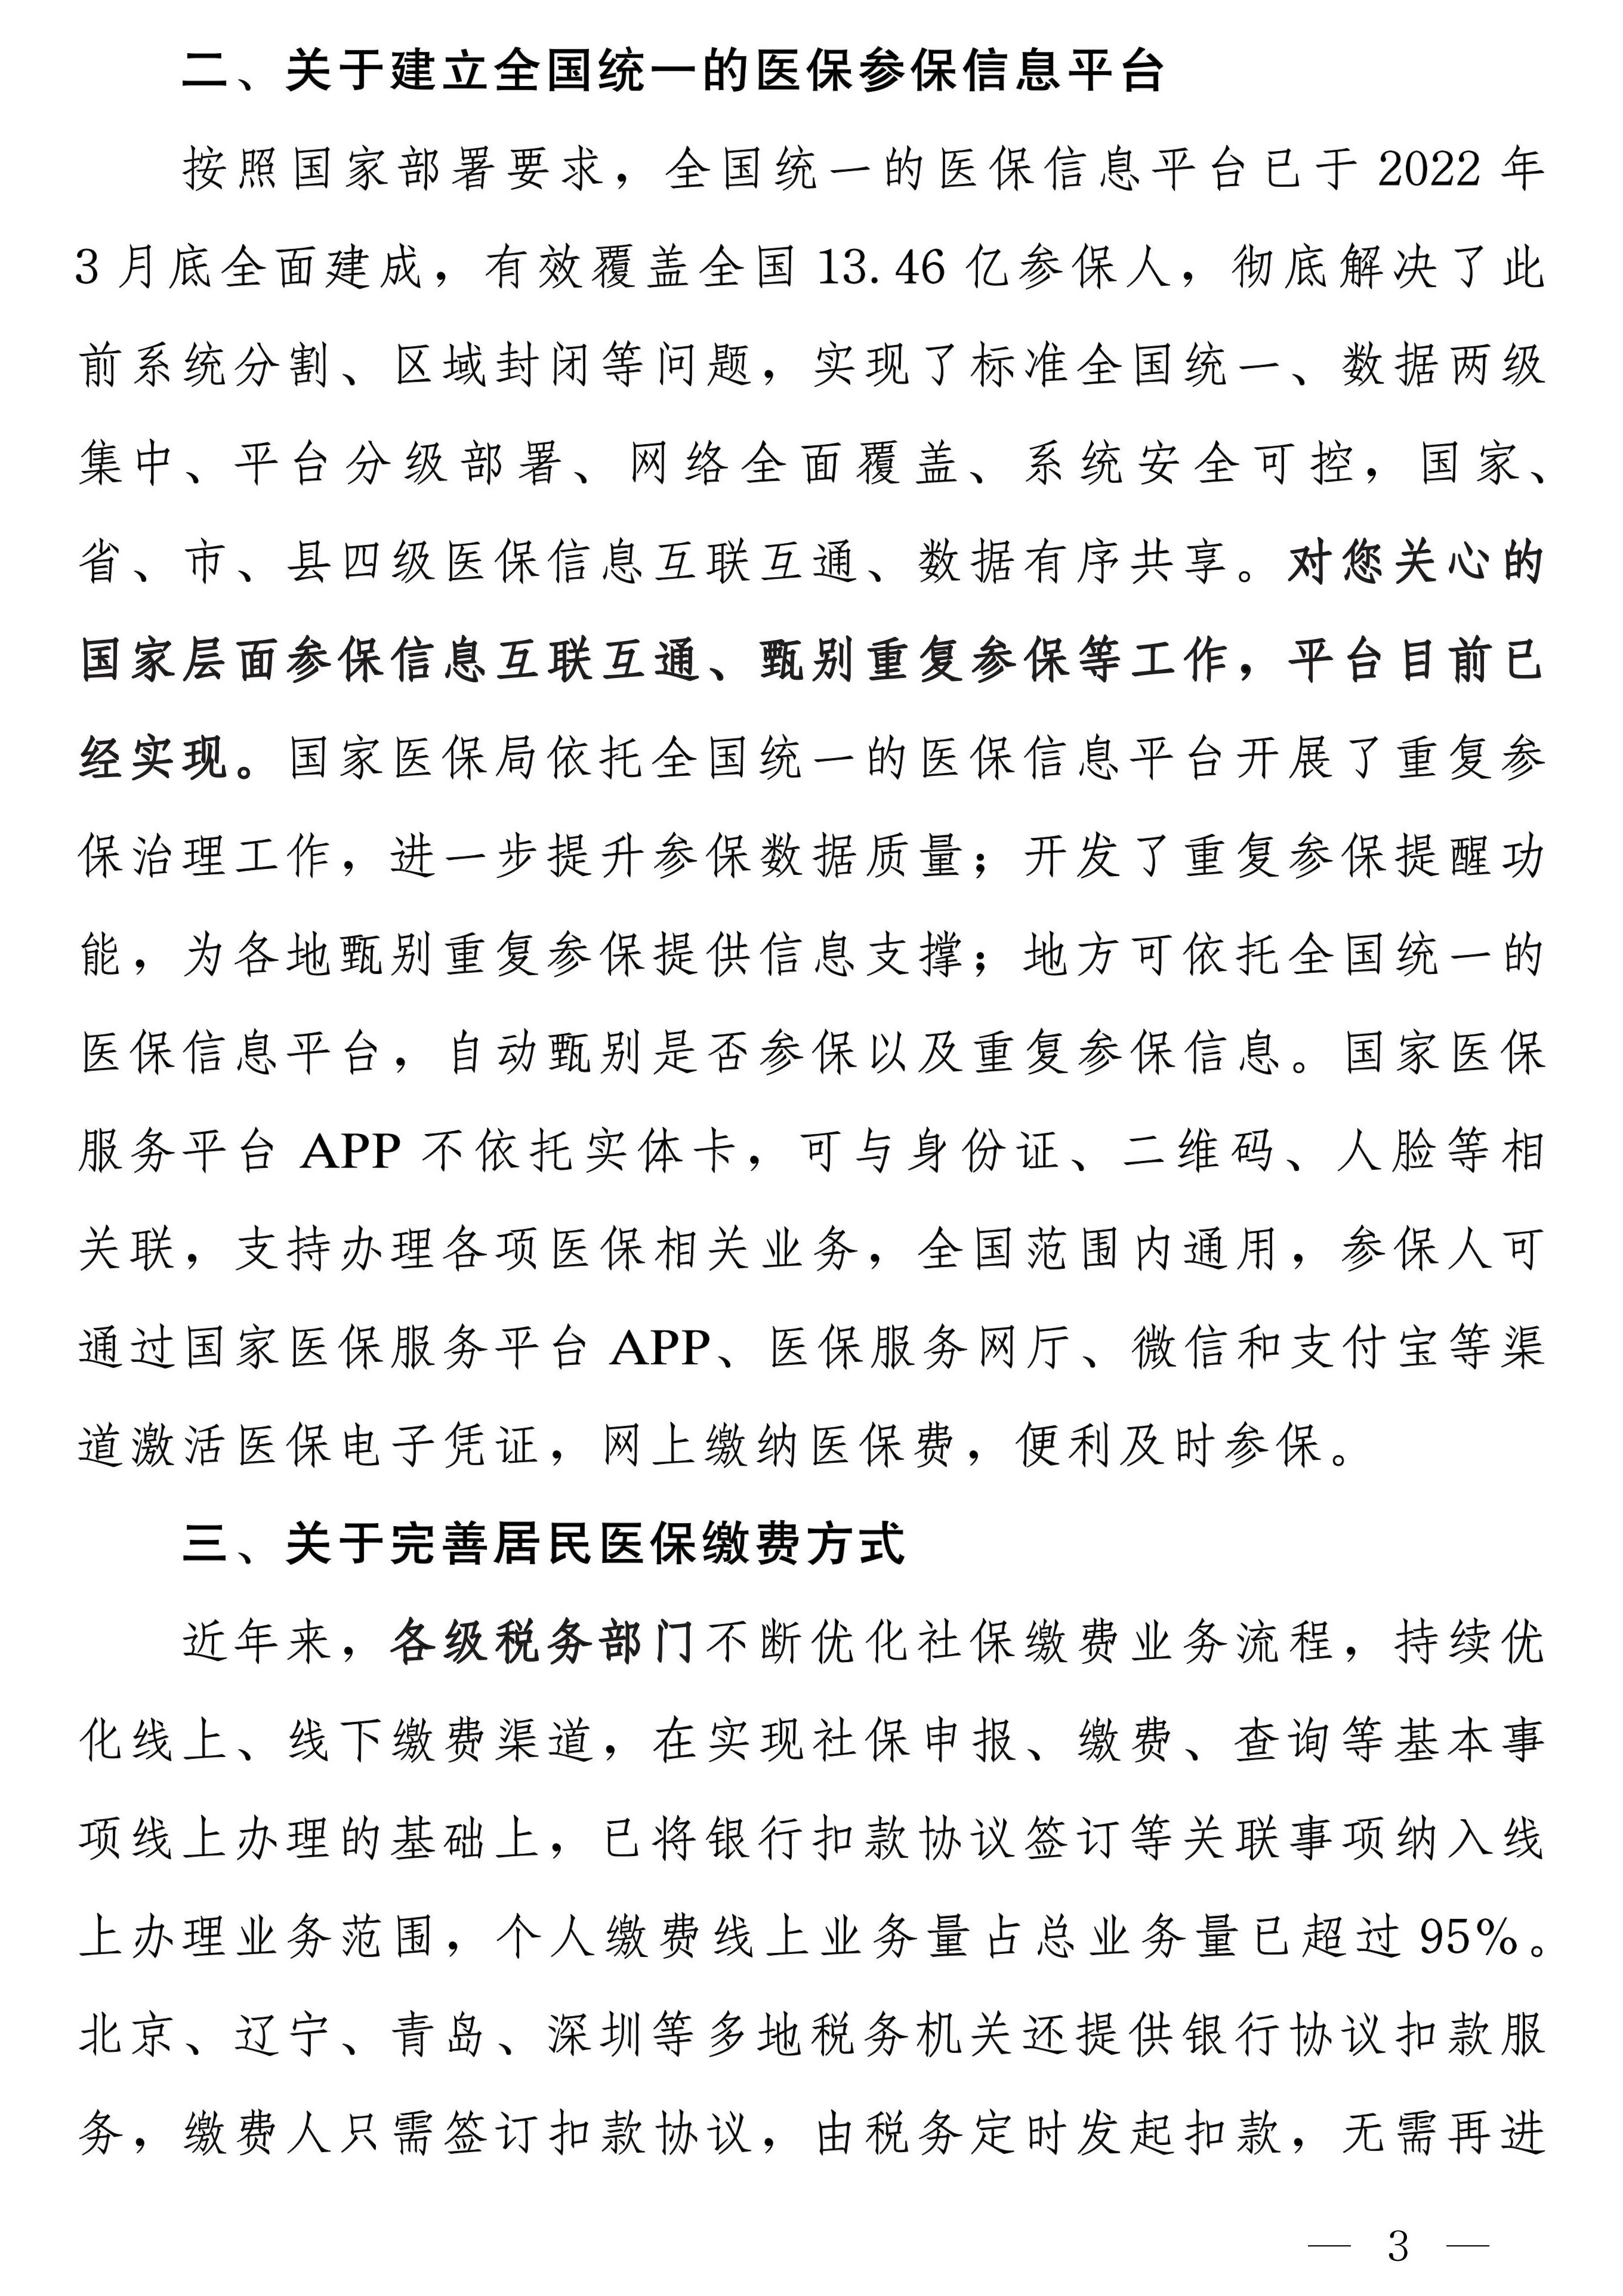 二、关于建立全国统一的医保参保信息平台
按照国家部署要求，全国统一的医保信息平台已于 2022 年
3 月底全面建成，有效覆盖全国 13.46 亿参保人，彻底解决了此
前系统分割、区域封闭等问题，实现了标准全国统一、数据两级
集中、平台分级部署、网络全面覆盖、系统安全可控，国家、
省、市、县四级医保信息互联互通、数据有序共享。对您关心的
国家层面参保信息互联互通、甄别重复参保等工作，平台目前已
经实现。国家医保局依托全国统一的医保信息平台开展了重复参
保治理工作，进一步提升参保数据质量；开发了重复参保提醒功
能，为各地甄别重复参保提供信息支撑；地方可依托全国统一的
医保信息平台，自动甄别是否参保以及重复参保信息。国家医保
服务平台 APP 不依托实体卡，可与身份证、二维码、人脸等相
关联，支持办理各项医保相关业务，全国范围内通用，参保人可
通过国家医保服务平台 APP、医保服务网厅、微信和支付宝等渠
道激活医保电子凭证，网上缴纳医保费，便利及时参保。
三、关于完善居民医保缴费方式
近年来，各级税务部门不断优化社保缴费业务流程，持续优
化线上、线下缴费渠道，在实现社保申报、缴费、查询等基本事
项线上办理的基础上，已将银行扣款协议签订等关联事项纳入线
上办理业务范围，个人缴费线上业务量占总业务量已超过 95%。
北京、辽宁、青岛、深圳等多地税务机关还提供银行协议扣款服
务，缴费人只需签订扣款协议，由税务定时发起扣款，无需再进
— 3 —